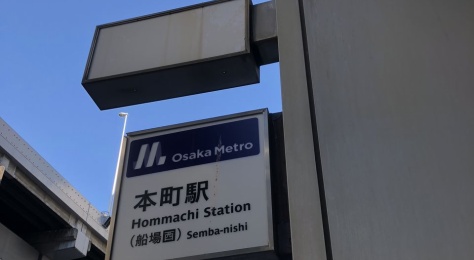 Osaka Metro
本町駅
Hommachi Station
(船場西) Semba-nishi